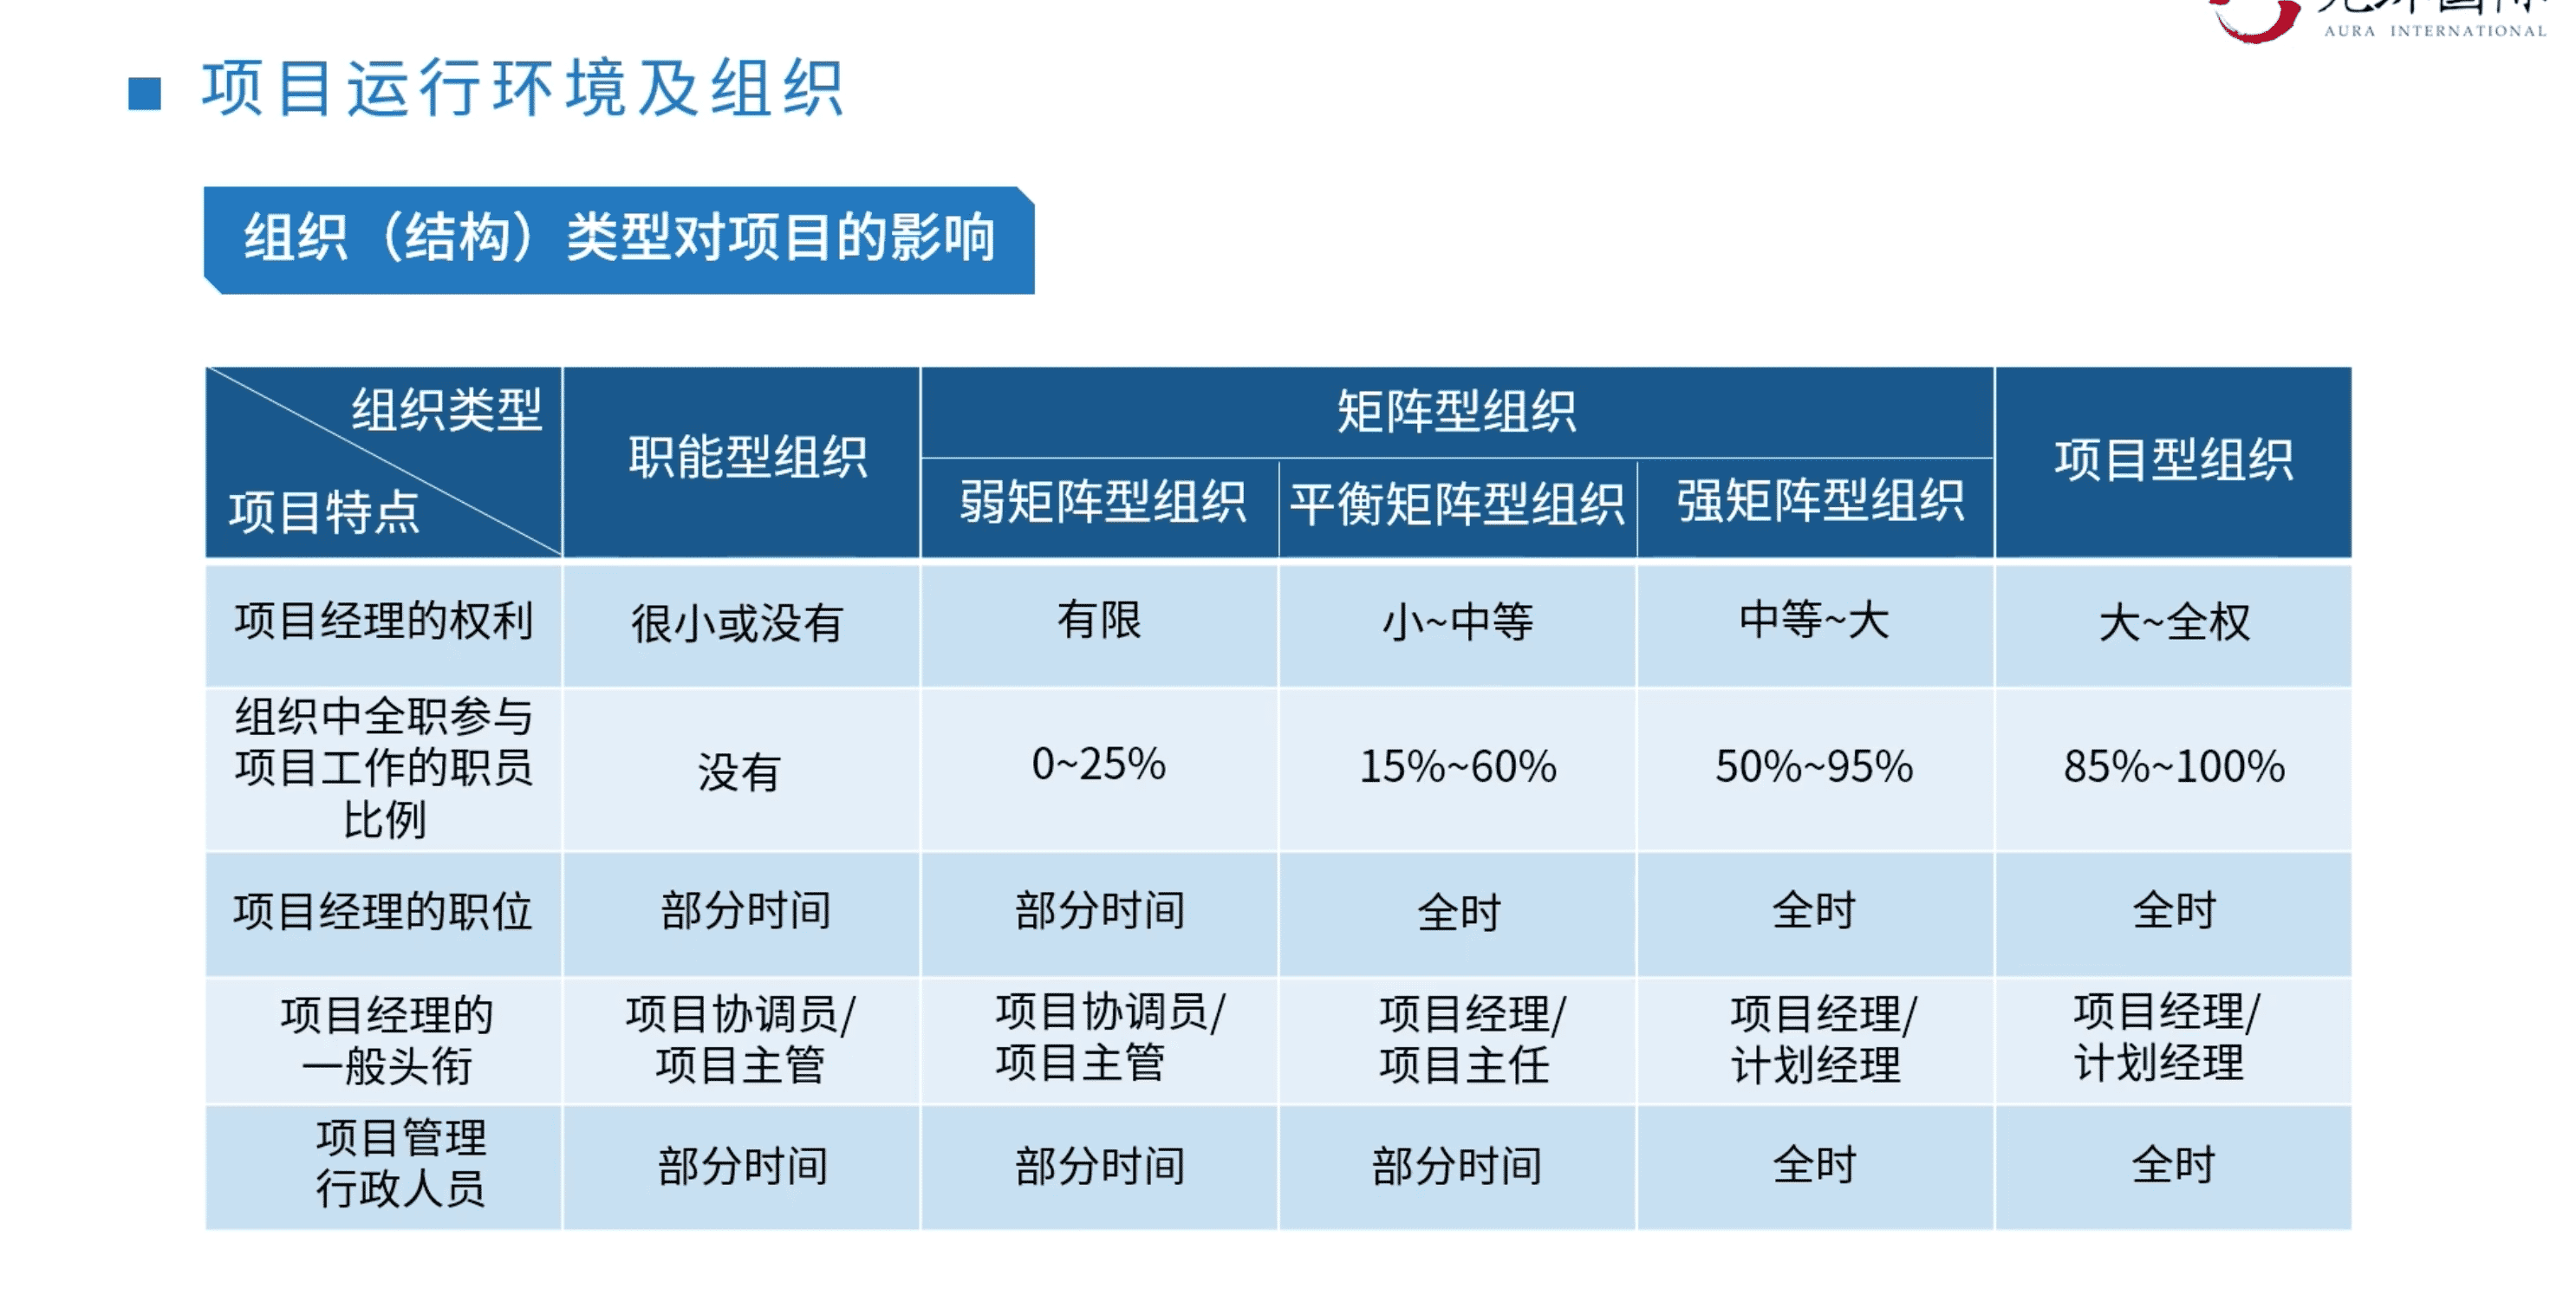 AURA INTERNATIONAL
项目运行环境及组织
组织（结构）类型对项目的影响
组织类型
项目特点
职能型组织
矩阵型组织
弱矩阵型组织
平衡矩阵型组织
强矩阵型组织
项目型组织
项目经理的权利
很小或没有
有限
小~中等
中等~大
大~全权
组织中全职参与
项目工作的职员
比例
没有
0~25%
15%~60%
50%~95%
85%~100%
项目经理的职位
部分时间
部分时间
全时
全时
全时
项目经理的
一般头衔
项目协调员/
项目主管
项目协调员/
项目主管
项目经理/
项目主任
项目经理/
计划经理
项目经理/
计划经理
项目管理
行政人员
部分时间
部分时间
部分时间
全时
全时